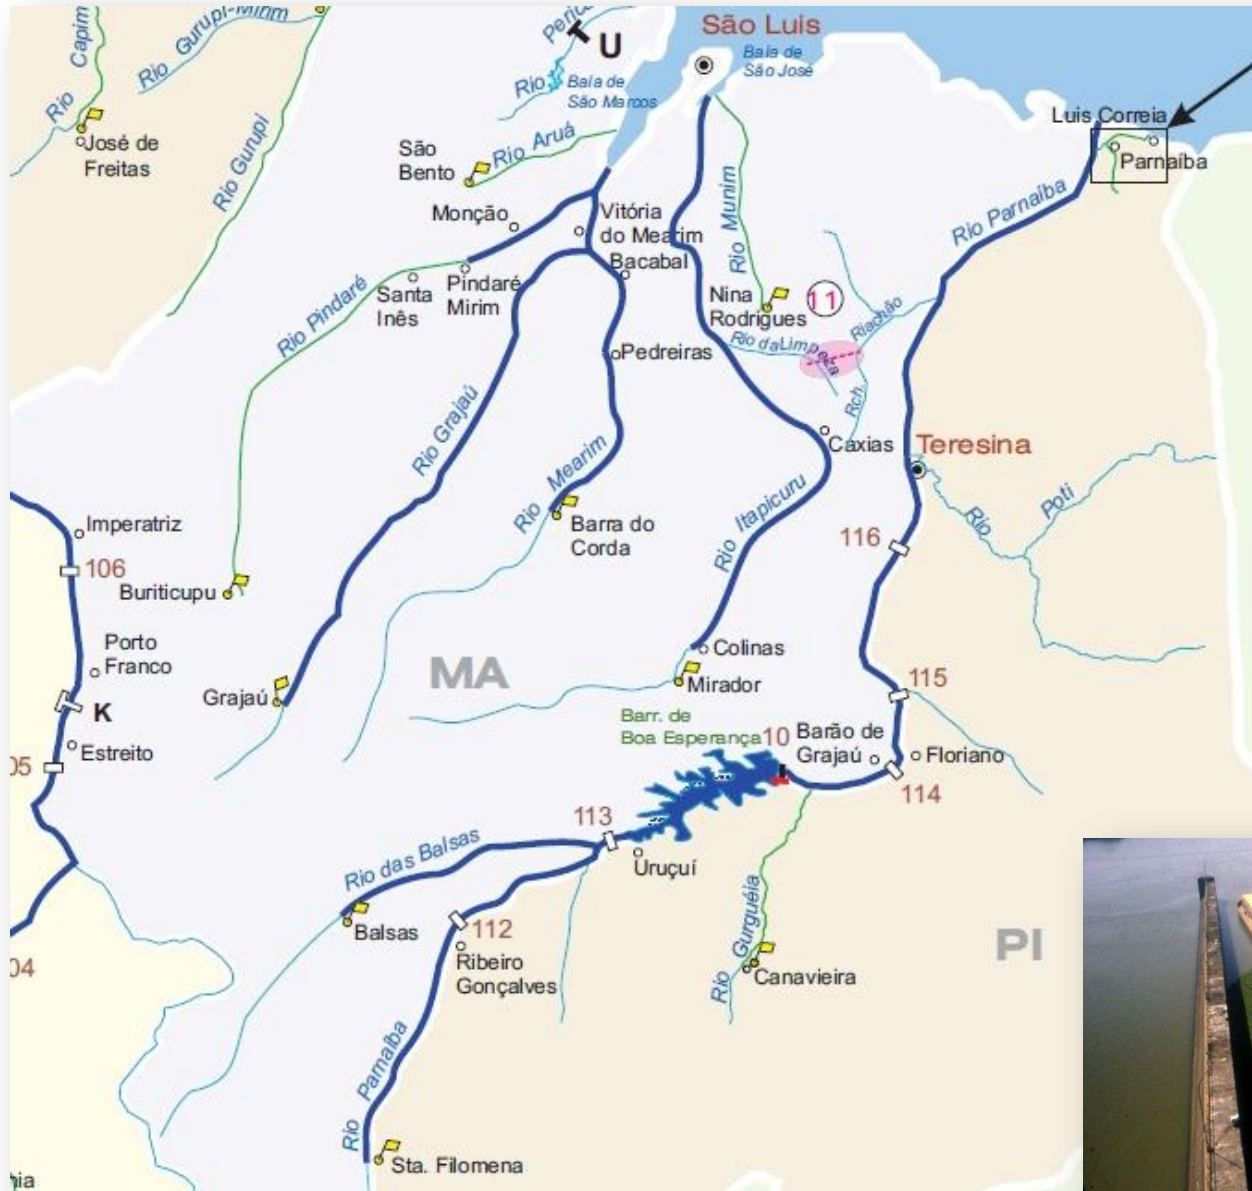 Rio Capim
Rio Gurupi-Mirim
Rio Gurupi
José de
Freitas
Rio
U
São Luis
Baia de
São José
Baia de
São Marcos
São
Bento
Rio Aruá
Monção
Vitória
do Mearim
Bacabal
Rio Munim
Luis Correia
Parnaíba
Rio Parnaíba
Santa
Inês
Pindaré
Mirim
Rio Pindaré
Nina
Rodrigues
11
Riachão
Rio da Limpeza
Rch.
Pedreiras
Rio Grajaú
Rio Mearim
Caxias
Teresina
Rio Itapicuru
Rio Poti
Imperatriz
106
Barra do
Corda
116
Buriticupu
Porto
Franco
K
Estreito
05
Grajaú
MA
Colinas
Mirador
115
Barr. de
Boa Esperança
10
Barão de
Grajaú
Floriano
114
113
Uruçuí
Rio das Balsas
Balsas
112
Ribeiro
Gonçalves
Rio Gurguéia
Canavieira
PI
04
Rio Parnaíba
Sta. Filomena